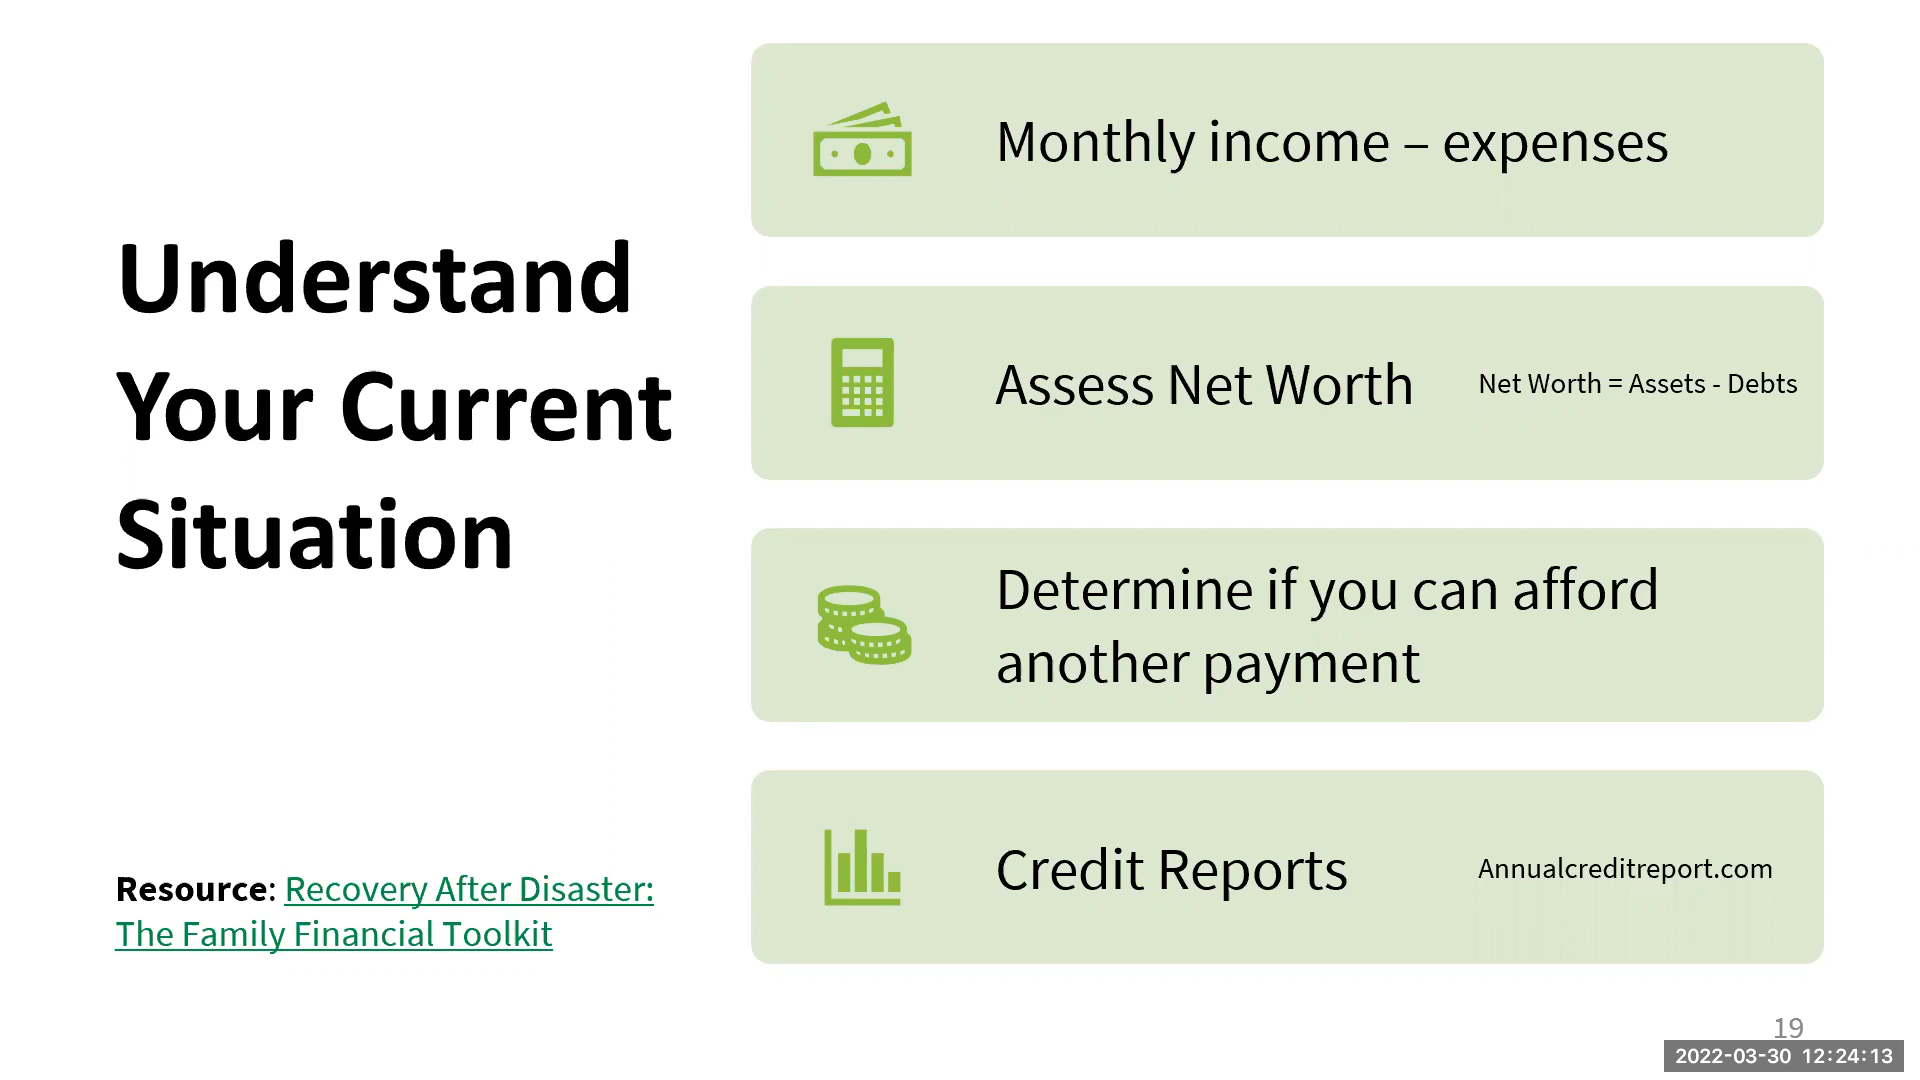 Understand
Your Current
Situation
Resource: Recovery After Disaster:
The Family Financial Toolkit
Monthly income – expenses
Assess Net Worth
Net Worth = Assets - Debts
Determine if you can afford
another payment
Credit Reports
Annualcreditreport.com
19
2022-03-30 12:24:13